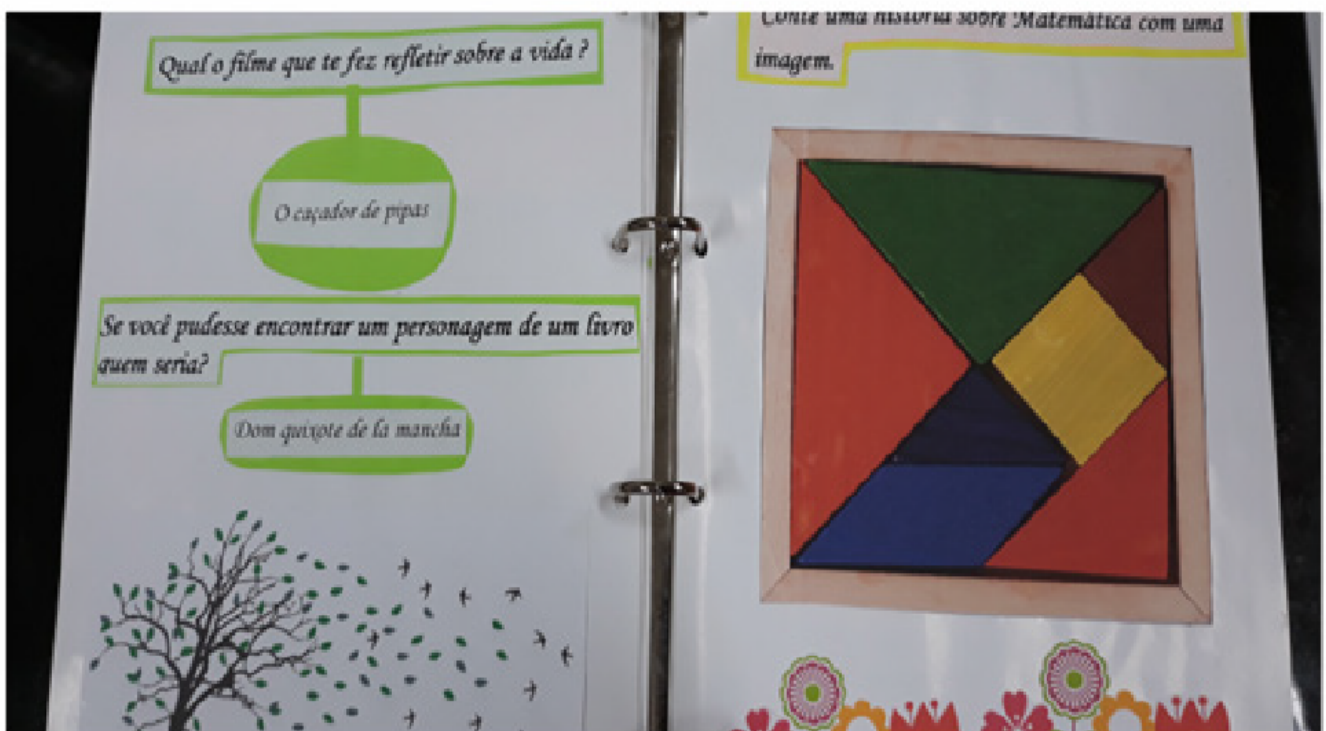 Qual o filme que te fez refletir sobre a vida ?
O caçador de pipas
Se você pudesse encontrar um personagem de um livro
quem seria?
Dom quixote de la mancha
Conte uma história sobre Matemática com uma
imagem.